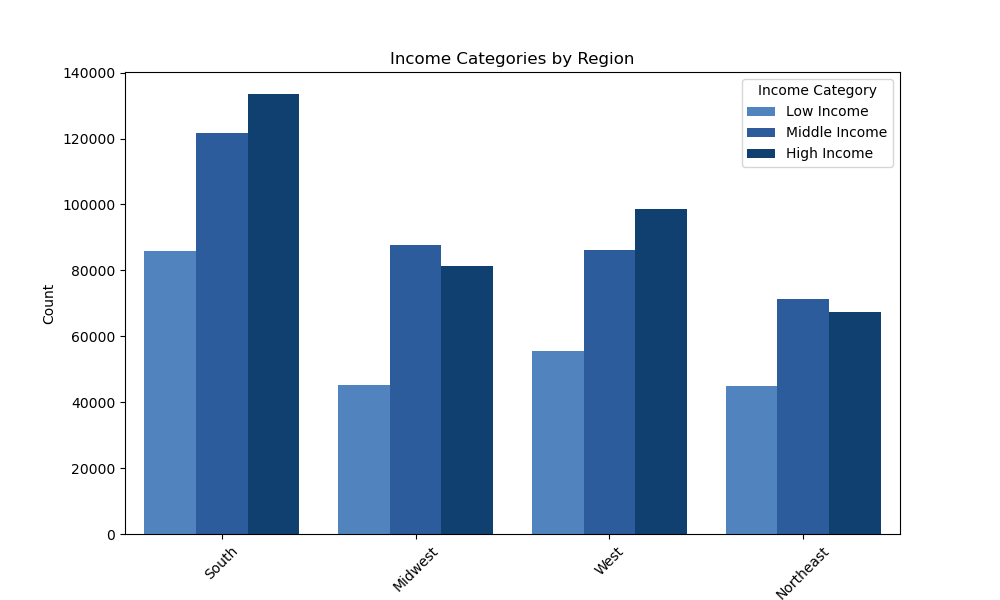 Income Categories by Region
140000
120000
100000
80000
60000
40000
20000
0
Count
Income Category
Low Income
Middle Income
High Income
South
Midwest
West
Northeast